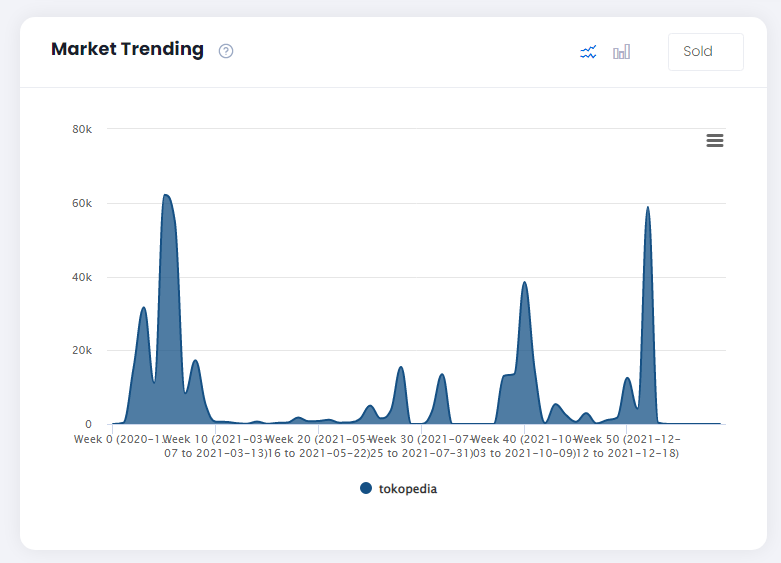 Market Trending
Sold
80k
60k
40k
20k
0
Week 0 (2020-1
Week 10 (2021-03-
07 to 2021-03-13)
Week 20 (2021-05-
16 to 2021-05-22)
Week 30 (2021-07-
25 to 2021-07-31)
Week 40 (2021-10-
03 to 2021-10-09)
Week 50 (2021-12-
12 to 2021-12-18)
tokopedia